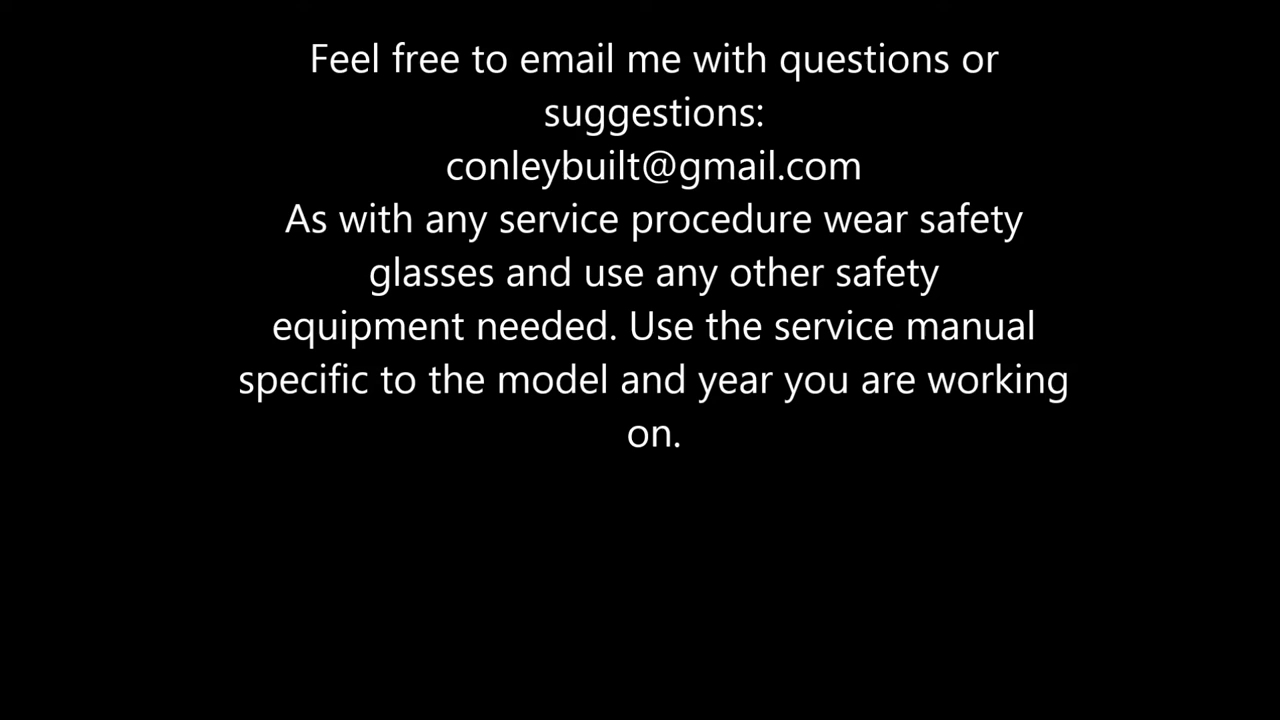 Feel free to email me with questions or
suggestions:
conleybuilt@gmail.com
As with any service procedure wear safety
glasses and use any other safety
equipment needed. Use the service manual
specific to the model and year you are working
on.